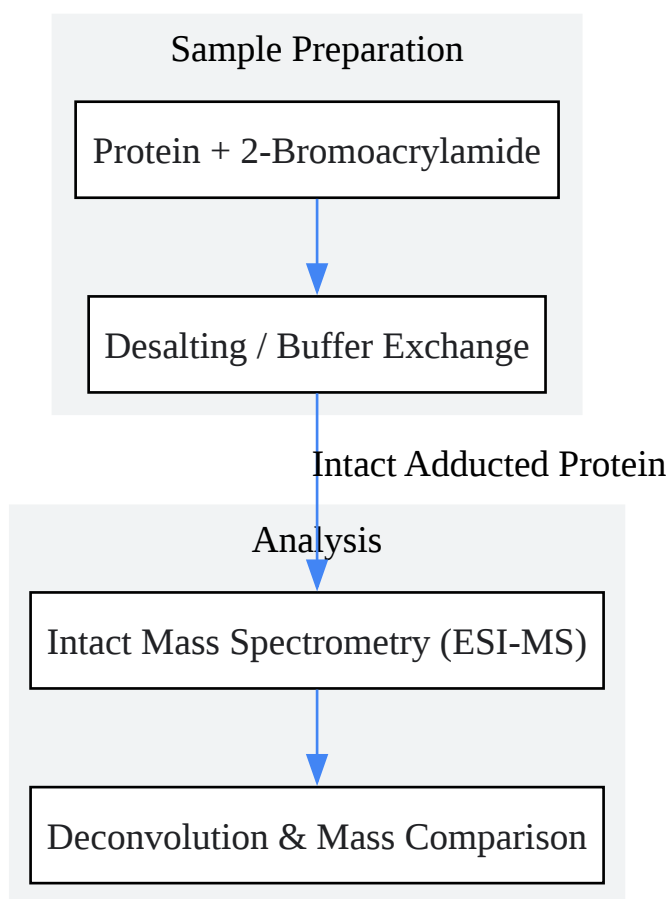 Sample Preparation
Protein + 2-Bromoacrylamide
Desalting / Buffer Exchange
Intact Adducted Protein
Analysis
Intact Mass Spectrometry (ESI-MS)
Deconvolution & Mass Comparison